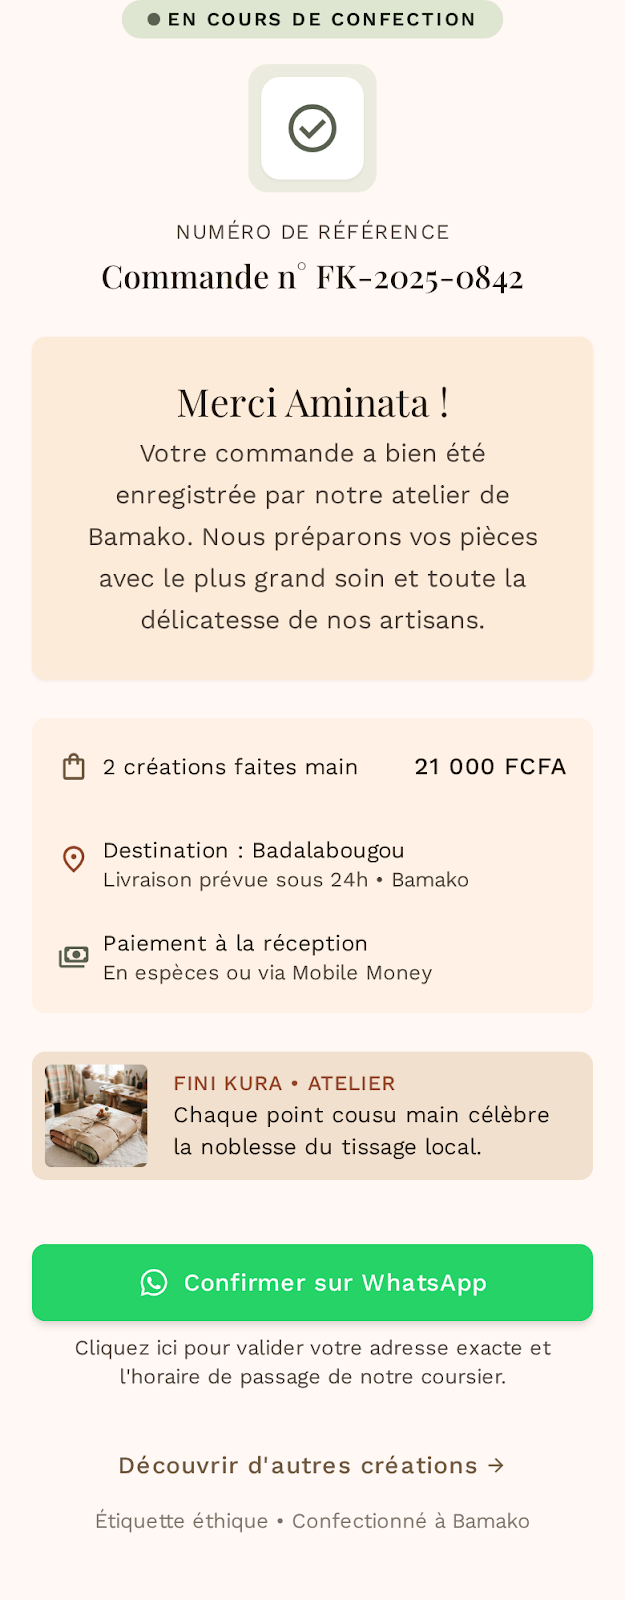 EN COURS DE CONFECTION
NUMÉRO DE RÉFÉRENCE
Commande n° FK-2025-0842
Merci Aminata !
Votre commande a bien été
enregistrée par notre atelier de
Bamako. Nous préparons vos pièces
avec le plus grand soin et toute la
délicatesse de nos artisans.
2 créations faites main 21 000 FCFA
Destination : Badalabougou
Livraison prévue sous 24h • Bamako
Paiement à la réception
En espèces ou via Mobile Money
FINI KURA • ATELIER
Chaque point cousu main célèbre
la noblesse du tissage local.
Confirmer sur WhatsApp
Cliquez ici pour valider votre adresse exacte et
l'horaire de passage de notre coursier.
Découvrir d'autres créations →
Étiquette éthique • Confectionné à Bamako